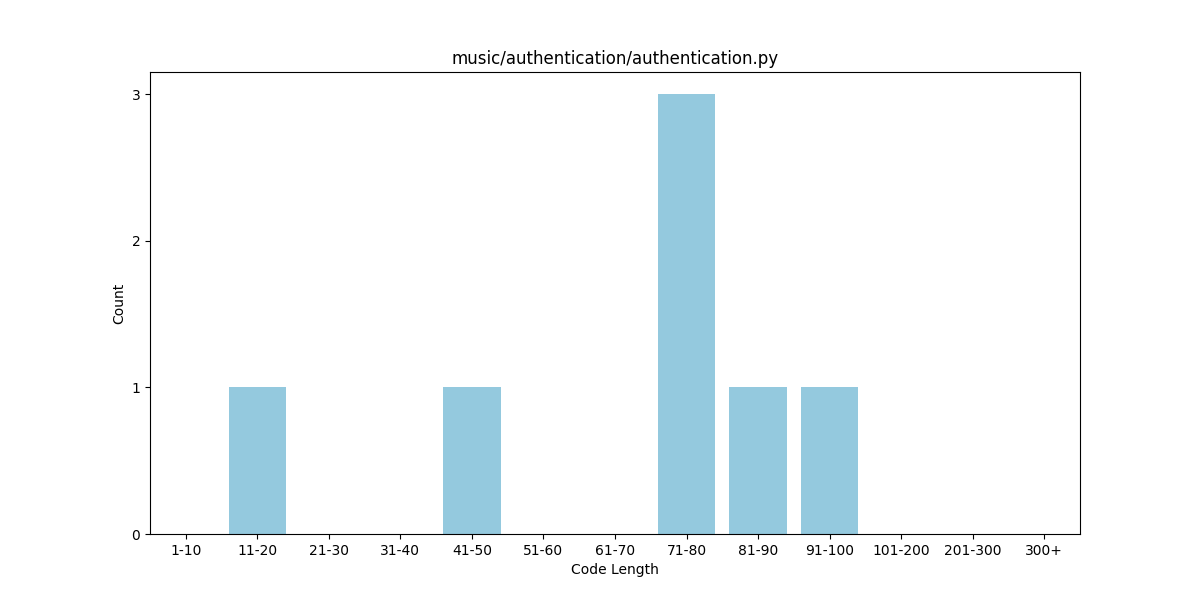 music/authentication/authentication.py
3
2
1
0
Count
1-10 11-20 21-30 31-40 41-50 51-60 61-70 71-80 81-90 91-100 101-200 201-300 300+
Code Length